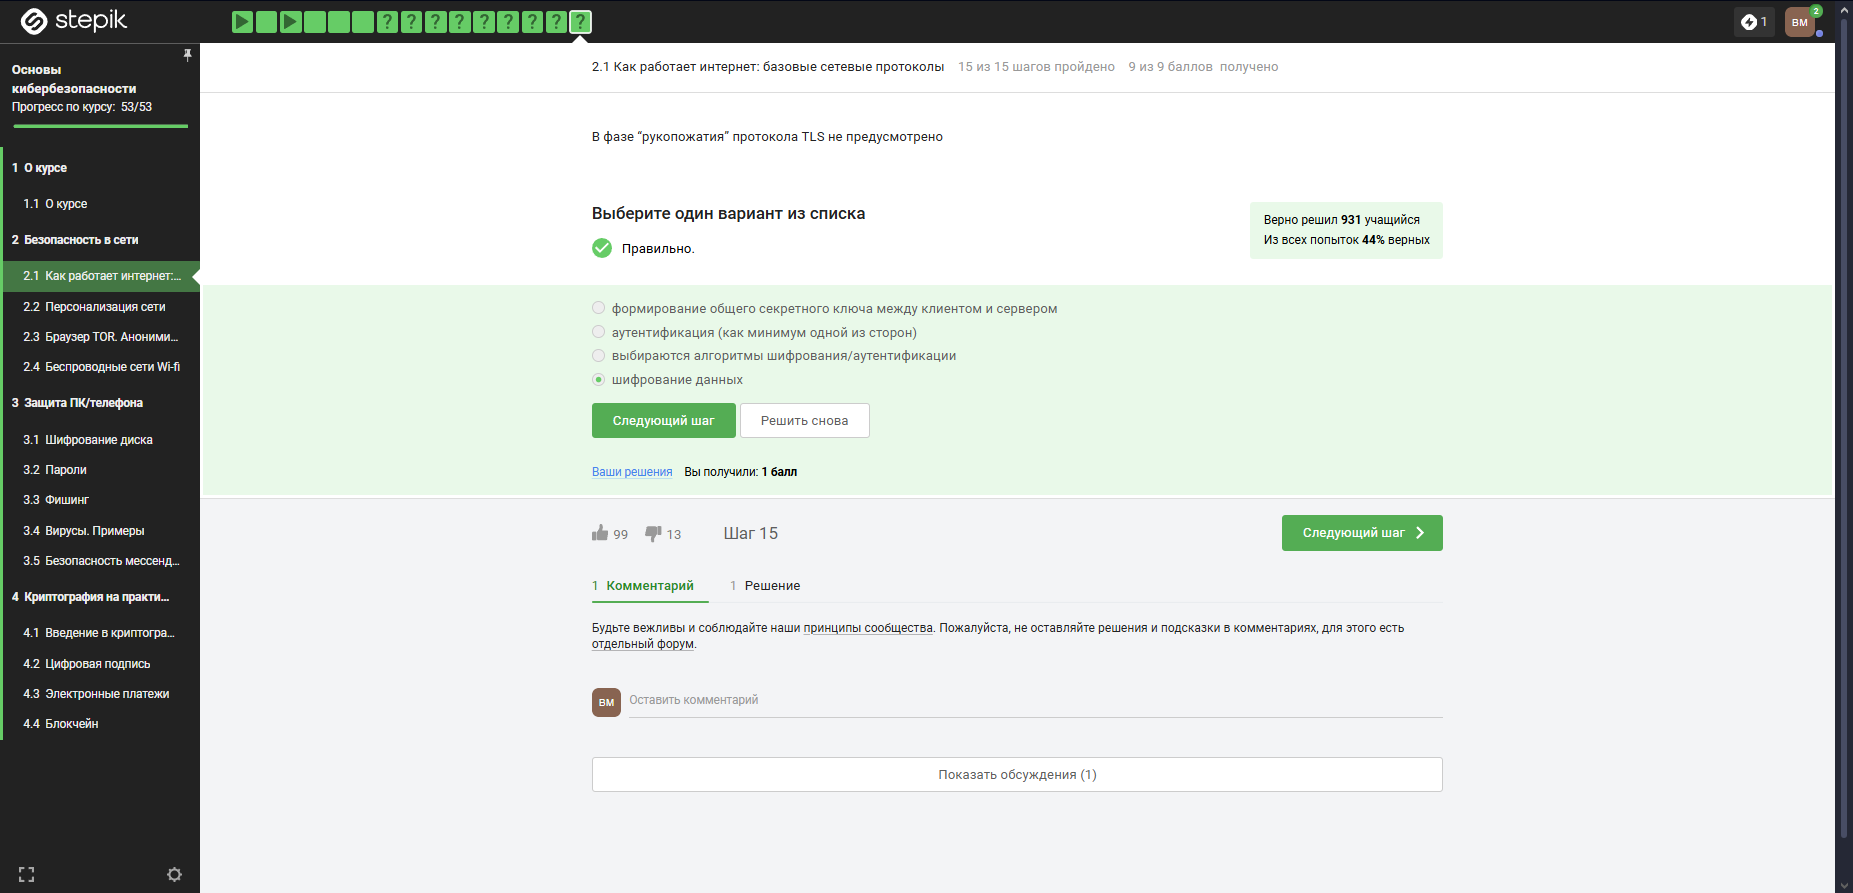 stepik
? ? ? ? ? ? ? ? ?
1
ВМ
2
Основы
кибербезопасности
Прогресс по курсу: 53/53
1 О курсе
1.1 О курсе
2 Безопасность в сети
2.1 Как работает интернет:...
2.2 Персонализация сети
2.3 Браузер TOR. Аноними...
2.4 Беспроводные сети Wi-fi
3 Защита ПК/телефона
3.1 Шифрование диска
3.2 Пароли
3.3 Фишинг
3.4 Вирусы. Примеры
3.5 Безопасность мессенд...
4 Криптография на практи...
4.1 Введение в криптогра...
4.2 Цифровая подпись
4.3 Электронные платежи
4.4 Блокчейн
2.1 Как работает интернет: базовые сетевые протоколы 15 из 15 шагов пройдено 9 из 9 баллов получено
В фазе “рукопожатия” протокола TLS не предусмотрено
Выберите один вариант из списка
Правильно.
Верно решил 931 учащийся
Из всех попыток 44% верных
формирование общего секретного ключа между клиентом и сервером
аутентификация (как минимум одной из сторон)
выбираются алгоритмы шифрования/аутентификации
шифрование данных
Следующий шаг Решить снова
Ваши решения Вы получили: 1 балл
99 13 Шаг 15 Следующий шаг
1 Комментарий 1 Решение
Будьте вежливы и соблюдайте наши принципы сообщества. Пожалуйста, не оставляйте решения и подсказки в комментариях, для этого есть
отдельный форум.
ВМ Оставить комментарий
Показать обсуждения (1)